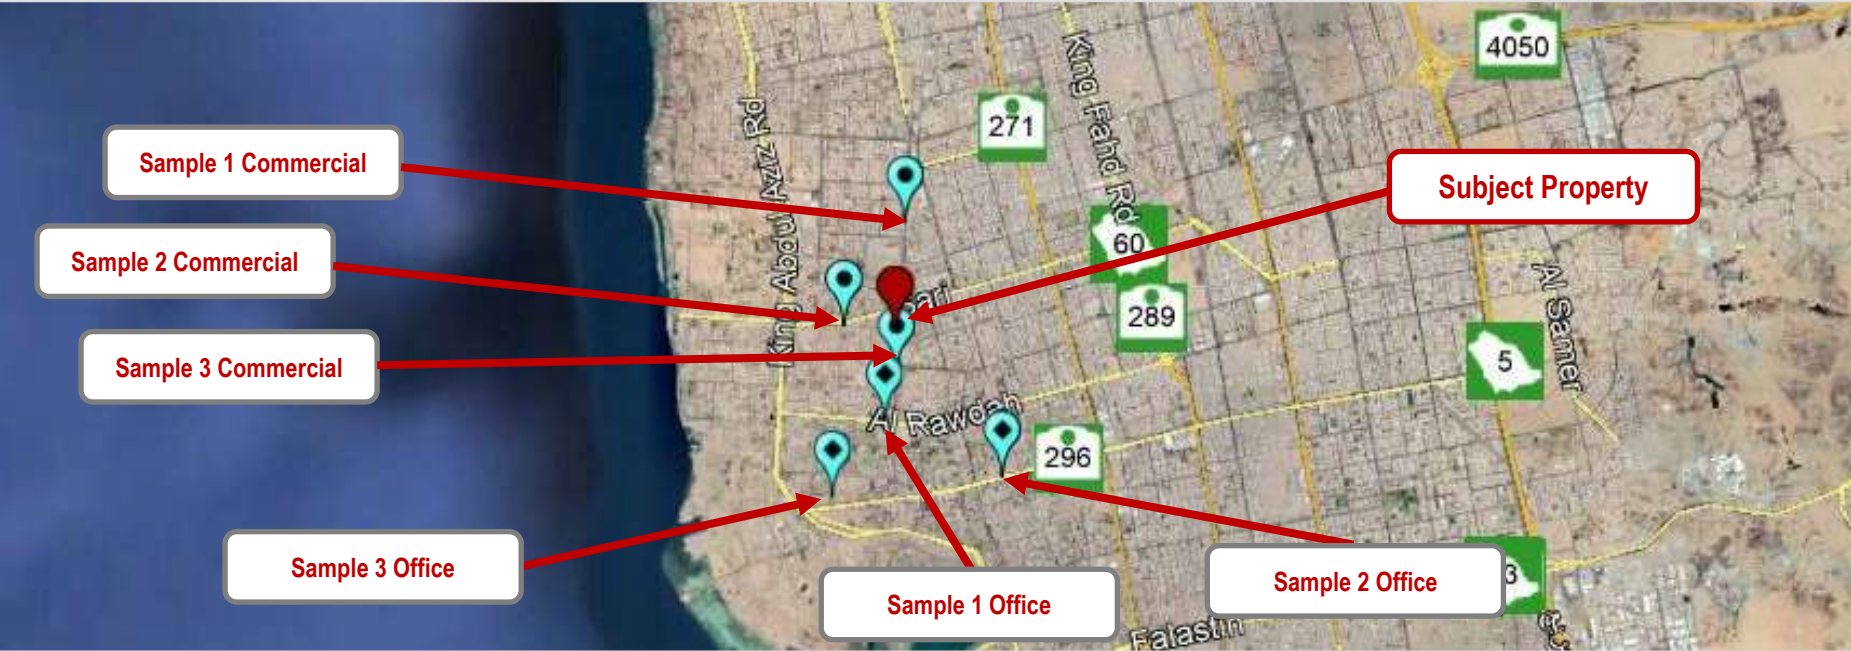 4050
King Fahd Rd
271
King Abdul Aziz Rd
Sample 1 Commercial
Subject Property
60
Sample 2 Commercial
sari
289
Al Samer
Sample 3 Commercial
5
Al Rawdah
296
Sample 3 Office
Sample 1 Office
Sample 2 Office
3
Falastin